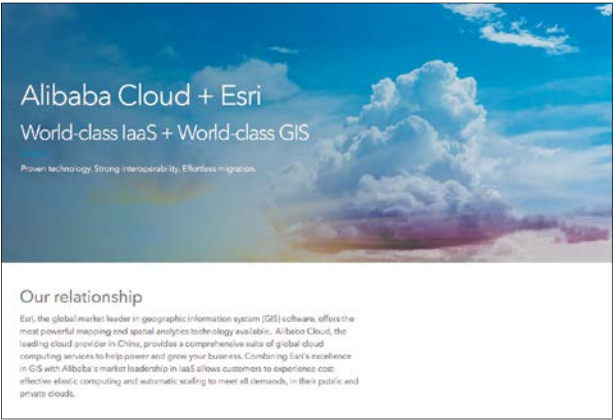 Alibaba Cloud + Esri
World-class IaaS + World-class GIS
Proven technology. Strong interoperability. Effortless migration.
Our relationship
Esri, the global market leader in geographic information system (GIS) software, offers the
most powerful mapping and spatial analytics technology available. Alibaba Cloud, the
leading cloud provider in China, provides a comprehensive suite of global cloud
computing services to help power and grow your business. Combining Esri's excellence
in GIS with Alibaba's market leadership in IaaS allows customers to experience cost-
effective elastic computing and automatic scaling to meet all demands, in their public and
private clouds.